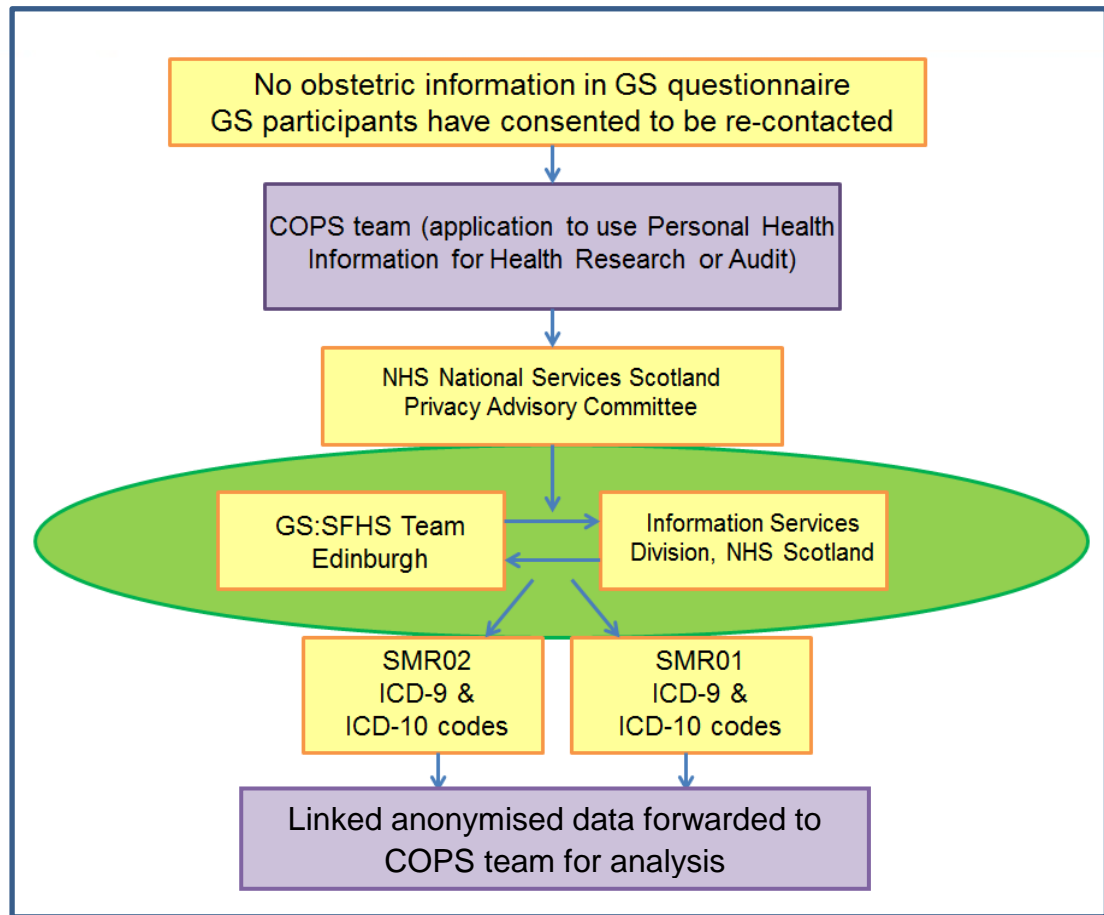 No obstetric information in GS questionnaire
GS participants have consented to be re-contacted
COPS team (application to use Personal Health
Information for Health Research or Audit)
NHS National Services Scotland
Privacy Advisory Committee
GS:SFHS Team
Edinburgh
Information Services
Division, NHS Scotland
SMR02
ICD-9 &
ICD-10 codes
SMR01
ICD-9 &
ICD-10 codes
Linked anonymised data forwarded to
COPS team for analysis